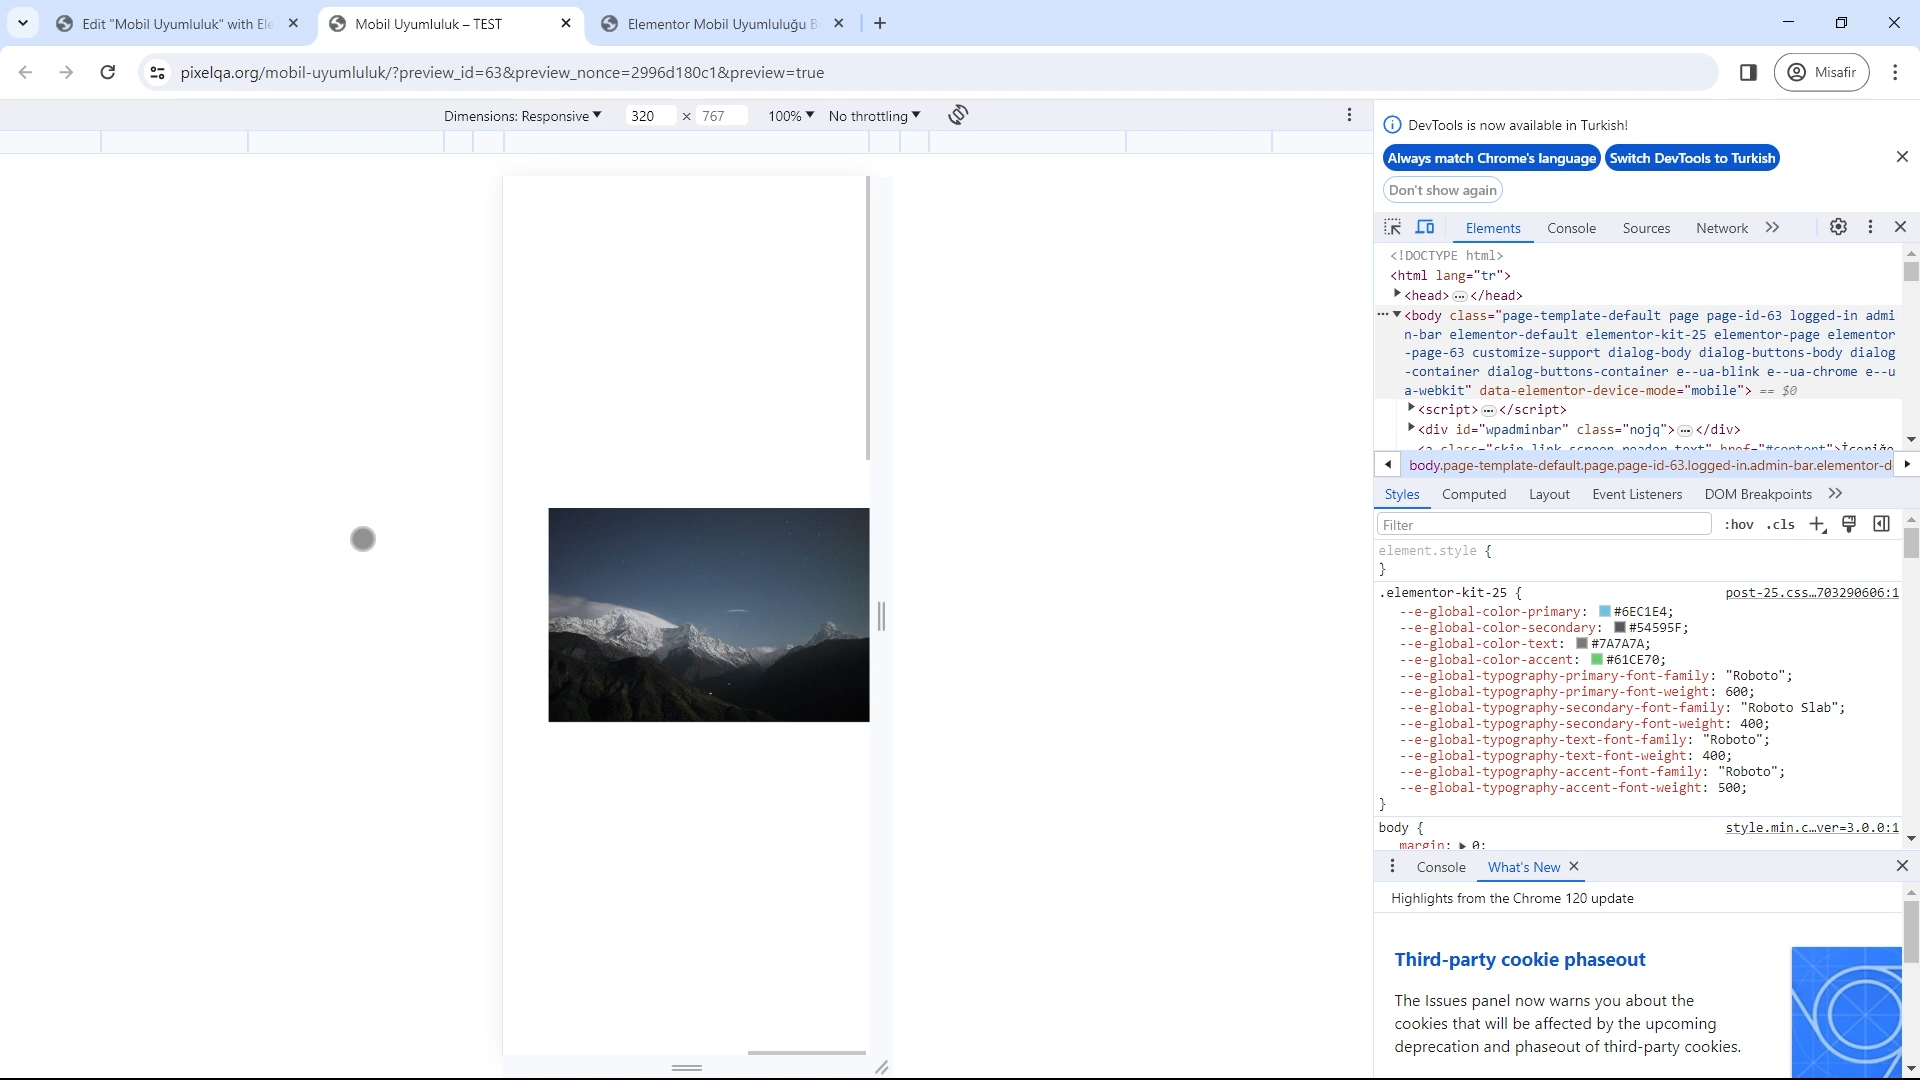 Edit "Mobil Uyumluluk" with Ele
Mobil Uyumluluk – TEST
Elementor Mobil Uyumluluğu B
pixelqa.org/mobil-uyumluluk/?preview_id=63&preview_nonce=2996d180c1&preview=true
Misafir
Dimensions: Responsive 320 × 767 100% No throttling
DevTools is now available in Turkish!
Always match Chrome's language Switch DevTools to Turkish
Don't show again
Elements Console Sources Network
<!DOCTYPE html>
<html lang="tr">
<head> … </head>
… <body class="page-template-default page page-id-63 logged-in admi
n-bar elementor-default elementor-kit-25 elementor-page elementor
-page-63 customize-support dialog-body dialog-buttons-body dialog
-container dialog-buttons-container e--ua-blink e--ua-chrome e--u
a-webkit" data-elementor-device-mode="mobile"> == $0
<script> … </script>
<div id="wpadminbar" class="nojq"> … </div>
<a class="skip-link screen-reader-text" href="#content">İçeriğe
body.page-template-default.page.page-id-63.logged-in.admin-bar.elementor-d
Styles Computed Layout Event Listeners DOM Breakpoints
Filter :hov .cls
element.style {
}
.elementor-kit-25 { post-25.css…703290606:1
--e-global-color-primary: #6EC1E4;
--e-global-color-secondary: #54595F;
--e-global-color-text: #7A7A7A;
--e-global-color-accent: #61CE70;
--e-global-typography-primary-font-family: "Roboto";
--e-global-typography-primary-font-weight: 600;
--e-global-typography-secondary-font-family: "Roboto Slab";
--e-global-typography-secondary-font-weight: 400;
--e-global-typography-text-font-family: "Roboto";
--e-global-typography-text-font-weight: 400;
--e-global-typography-accent-font-family: "Roboto";
--e-global-typography-accent-font-weight: 500;
}
body { style.min.c…ver=3.0.0:1
margin: 0;
Console What's New
Highlights from the Chrome 120 update
Third-party cookie phaseout
The Issues panel now warns you about the
cookies that will be affected by the upcoming
deprecation and phaseout of third-party cookies.